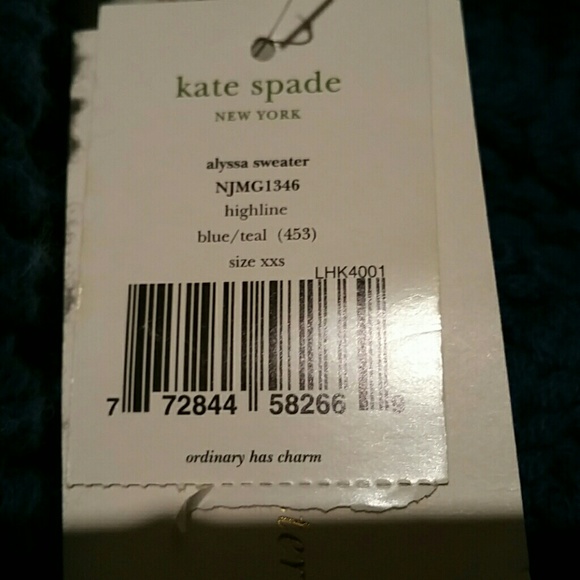 kate spade
NEW YORK
alyssa sweater
NJMG1346
highline
blue/teal (453)
size xxs
LHK4001
7 72844 58266 9
ordinary has charm